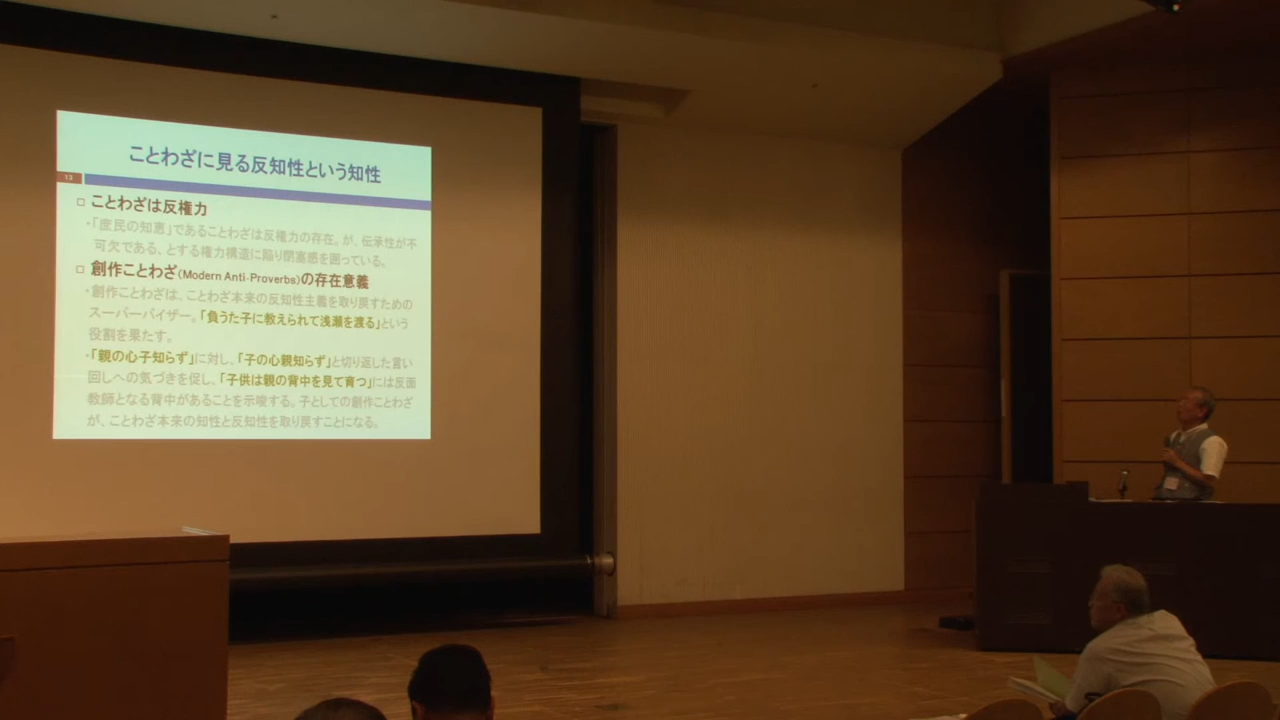 ことわざに見る反知性という知性
13
□ ことわざは反権力
・「庶民の知恵」であることわざは反権力の存在。が、伝承性が不
可欠である、とする権力構造に陥り閉塞感を囲っている。
□ 創作ことわざ(Modern Anti-Proverbs)の存在意義
・創作ことわざは、ことわざ本来の反知性主義を取り戻すための
スーパーバイザー。「負うた子に教えられて浅瀬を渡る」という
役割を果たす。
・「親の心子知らず」に対し、「子の心親知らず」と切り返した言い
回しへの気づきを促し、「子供は親の背中を見て育つ」には反面
教師となる背中があることを示唆する。子としての創作ことわざ
が、ことわざ本来の知性と反知性を取り戻すことになる。